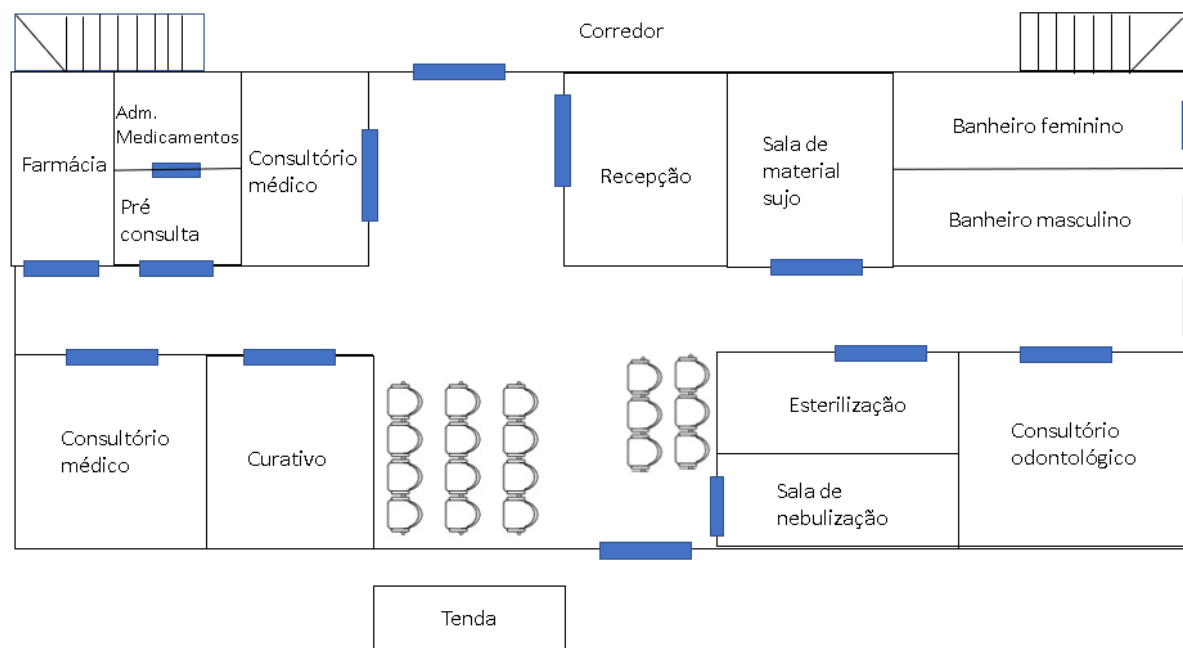 Corredor
Farmácia
Adm.
Medicamentos
Pré
consulta
Consultório
médico
Recepção
Sala de
material
sujo
Banheiro feminino
Banheiro masculino
Consultório
médico
Curativo
Esterilização
Sala de
nebulização
Consultório
odontológico
Tenda